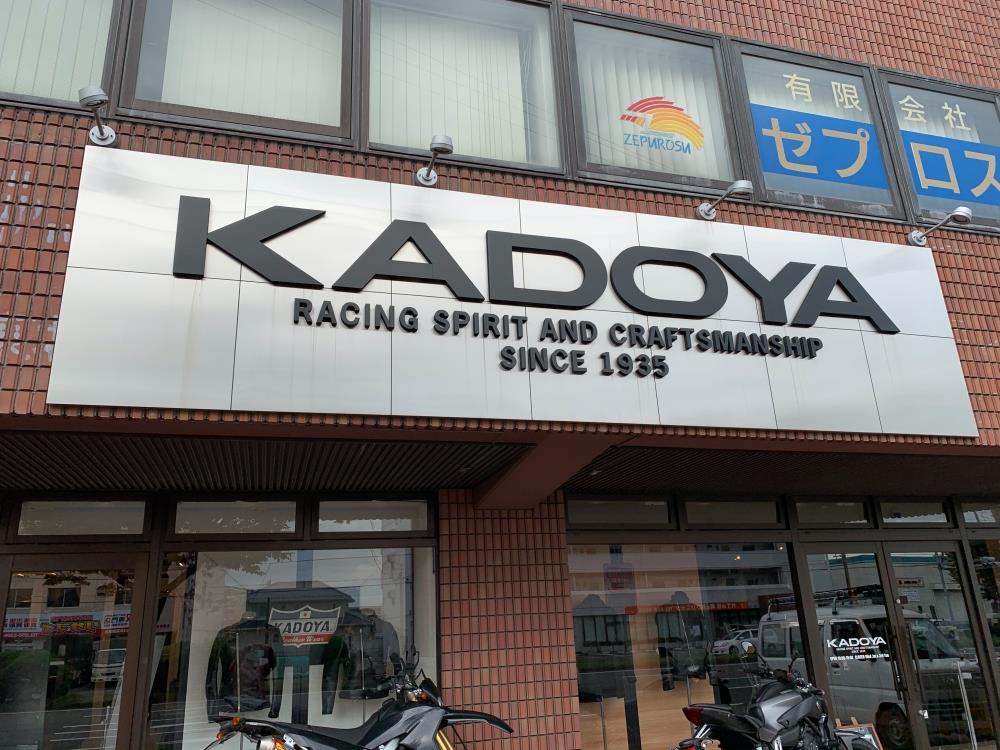 ZEPUROSU
有限会社
ゼプロス
KADOYA
RACING SPIRIT AND CRAFTSMANSHIP
SINCE 1935
KADOYA
KADOYA